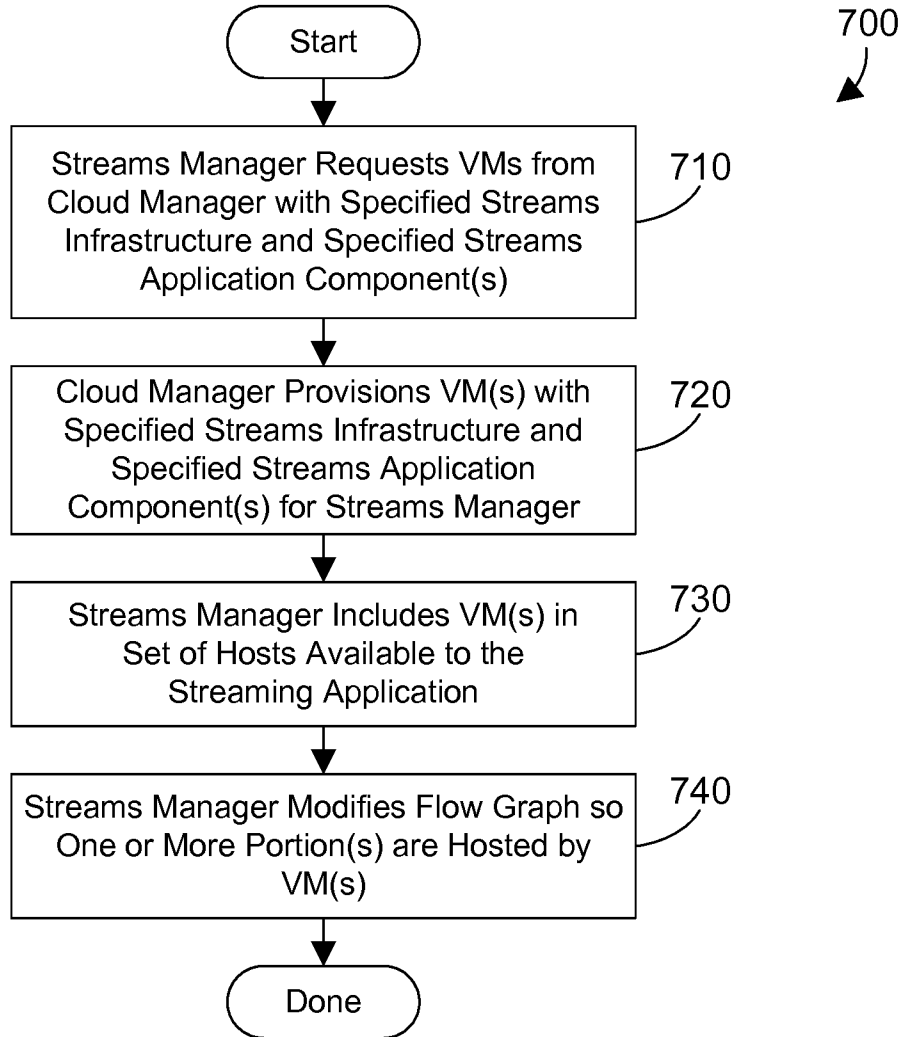 Start
700
Streams Manager Requests VMs from
Cloud Manager with Specified Streams
Infrastructure and Specified Streams
Application Component(s)
710
Cloud Manager Provisions VM(s) with
Specified Streams Infrastructure and
Specified Streams Application
Component(s) for Streams Manager
720
Streams Manager Includes VM(s) in
Set of Hosts Available to the
Streaming Application
730
Streams Manager Modifies Flow Graph so
One or More Portion(s) are Hosted by
VM(s)
740
Done